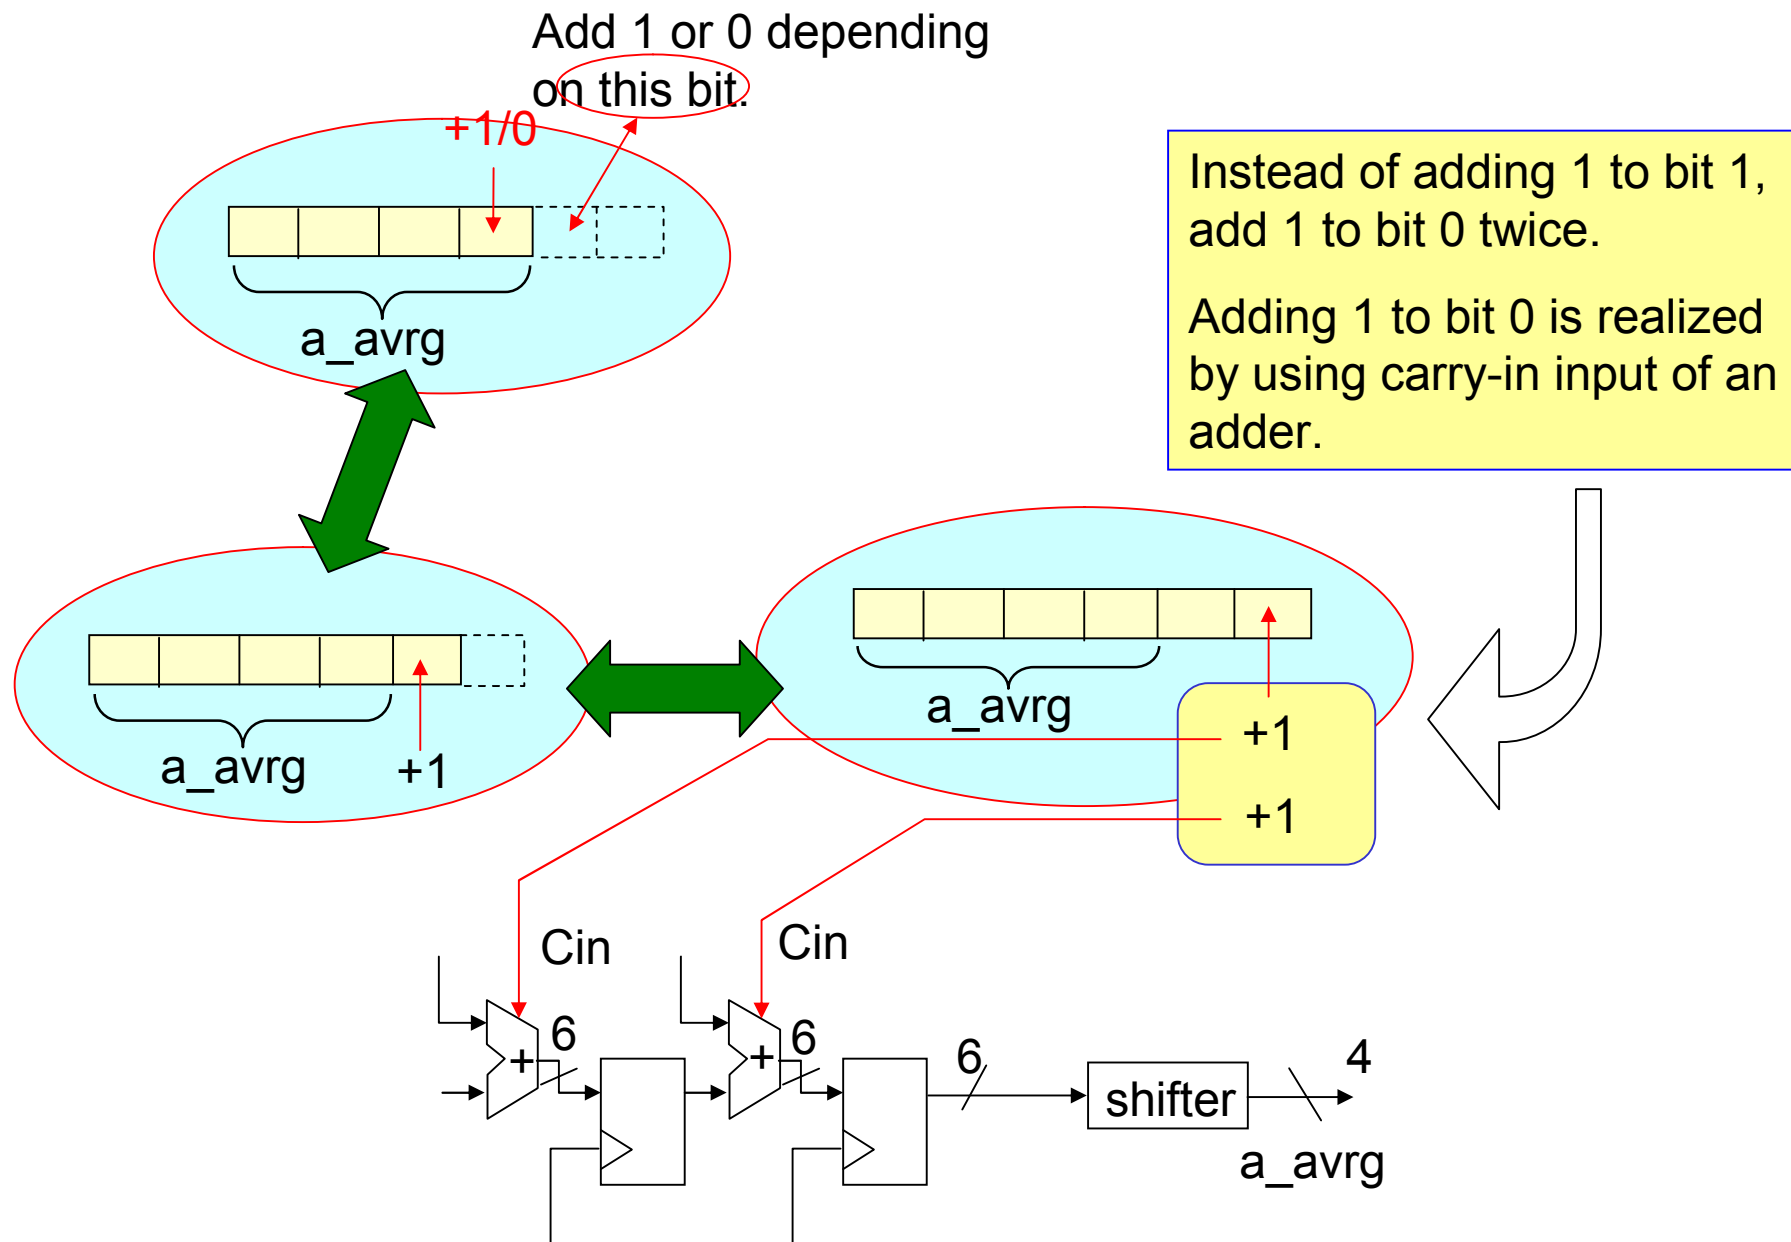 Add 1 or 0 depending
on this bit.
+1/0
a_avrg
Instead of adding 1 to bit 1,
add 1 to bit 0 twice.
Adding 1 to bit 0 is realized
by using carry-in input of an
adder.
a_avrg
+1
a_avrg
+1
+1
Cin
Cin
+
6
+
6
6
shifter
4
a_avrg